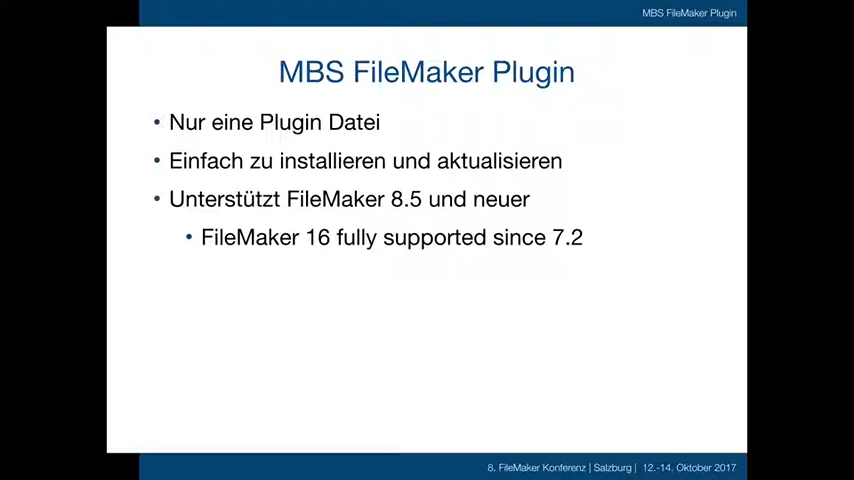 MBS FileMaker Plugin
MBS FileMaker Plugin
• Nur eine Plugin Datei
• Einfach zu installieren und aktualisieren
• Unterstützt FileMaker 8.5 und neuer
• FileMaker 16 fully supported since 7.2
8. FileMaker Konferenz | Salzburg | 12.-14. Oktober 2017